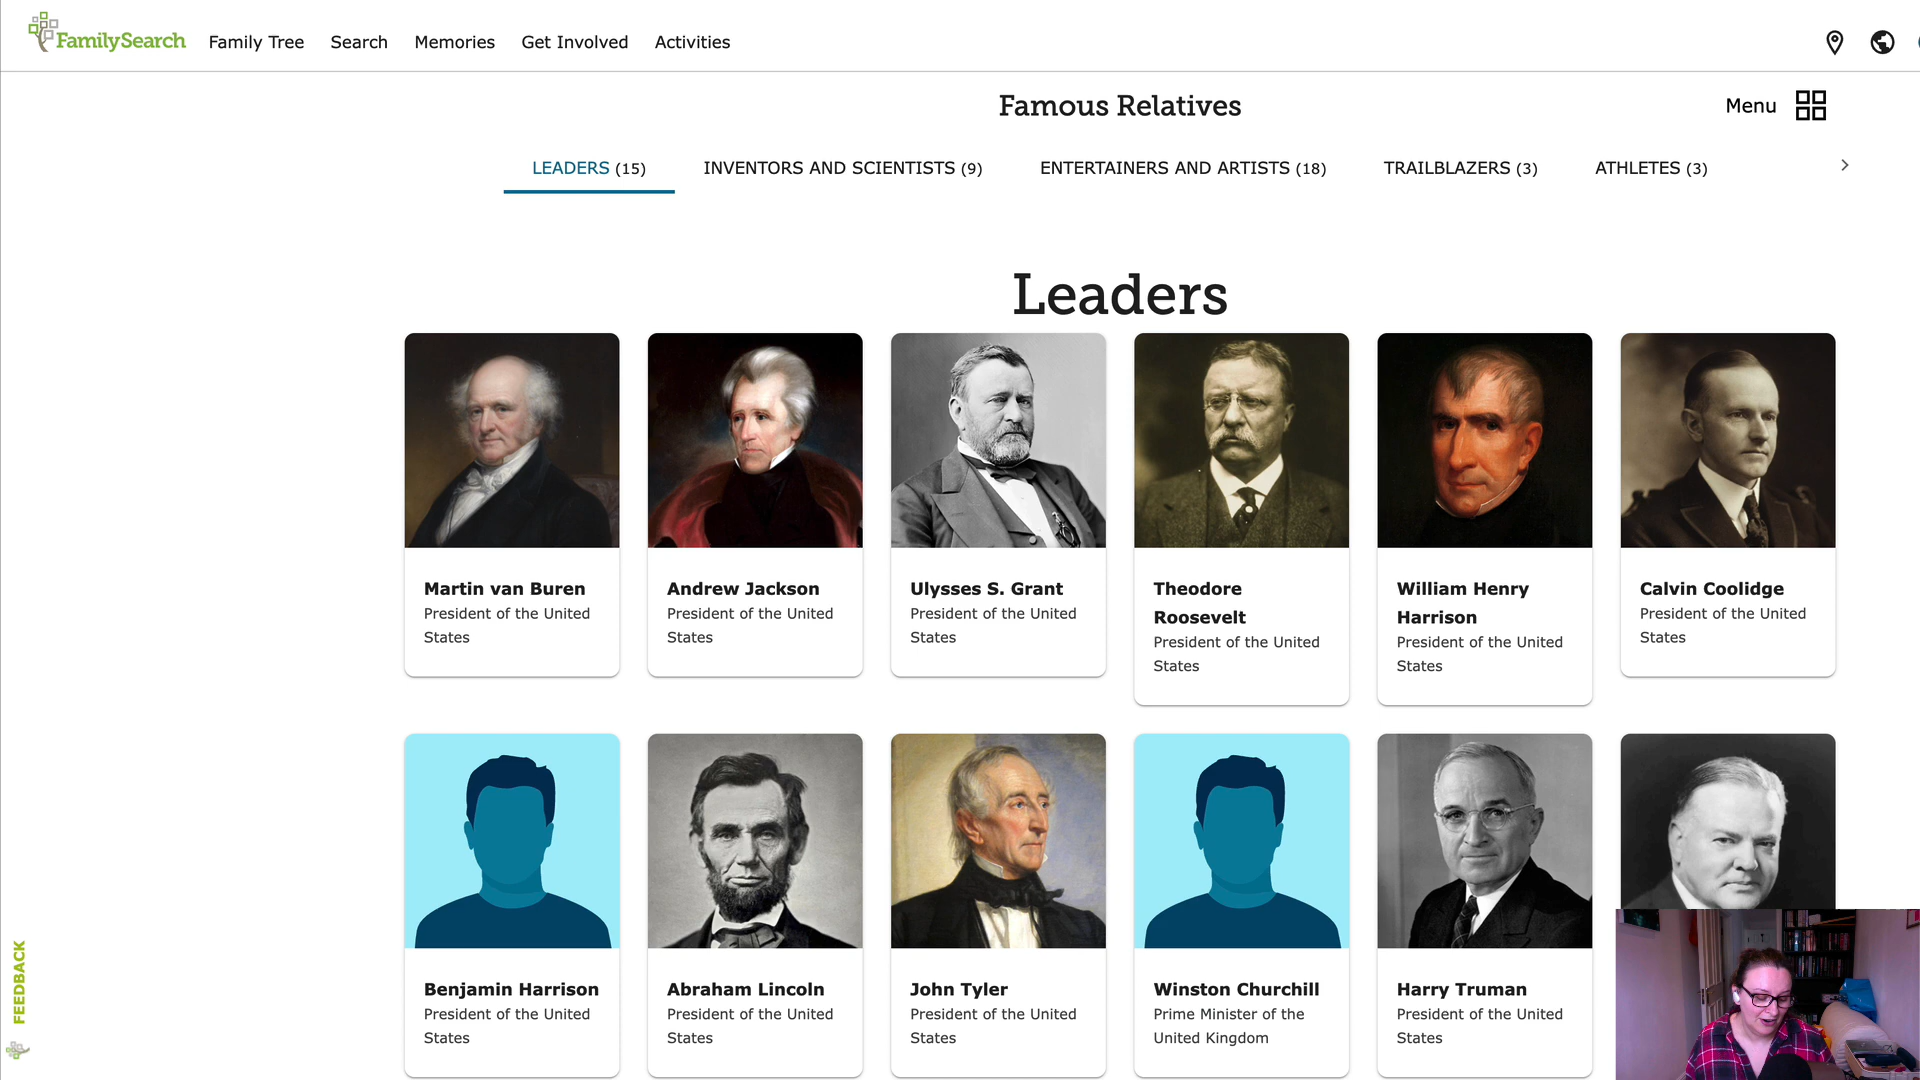 FamilySearch Family Tree Search Memories Get Involved Activities
Famous Relatives
Menu
LEADERS (15) INVENTORS AND SCIENTISTS (9) ENTERTAINERS AND ARTISTS (18) TRAILBLAZERS (3) ATHLETES (3)
Leaders
Martin van Buren
President of the United
States
Andrew Jackson
President of the United
States
Ulysses S. Grant
President of the United
States
Theodore
Roosevelt
President of the United
States
William Henry
Harrison
President of the United
States
Calvin Coolidge
President of the United
States
Benjamin Harrison
President of the United
States
Abraham Lincoln
President of the United
States
John Tyler
President of the United
States
Winston Churchill
Prime Minister of the
United Kingdom
Harry Truman
President of the United
States
FEEDBACK